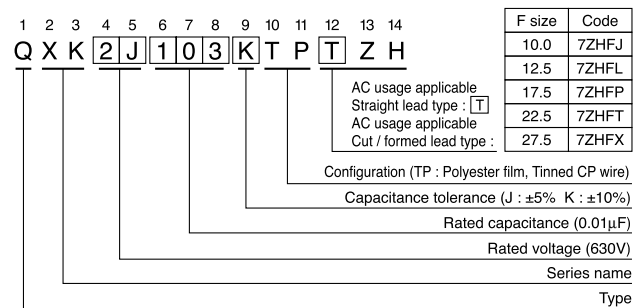 1 2 3 4 5 6 7 8 9 10 11 12 13 14
Q X K 2 J 1 0 3 K T P T Z H
F size Code
10.0 7ZHFJ
12.5 7ZHFL
17.5 7ZHFP
22.5 7ZHFT
27.5 7ZHFX
AC usage applicable
Straight lead type : T
AC usage applicable
Cut / formed lead type :
Configuration (TP : Polyester film, Tinned CP wire)
Capacitance tolerance (J : ±5% K : ±10%)
Rated capacitance (0.01µF)
Rated voltage (630V)
Series name
Type